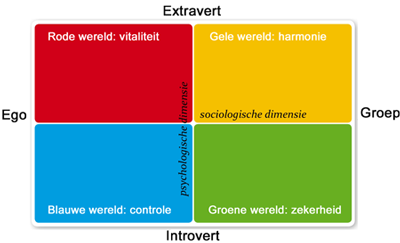 Extravert
Rode wereld: vitaliteit
Gele wereld: harmonie
Ego
psychologische dimensie
sociologische dimensie
Groep
Blauwe wereld: controle
Groene wereld: zekerheid
Introvert